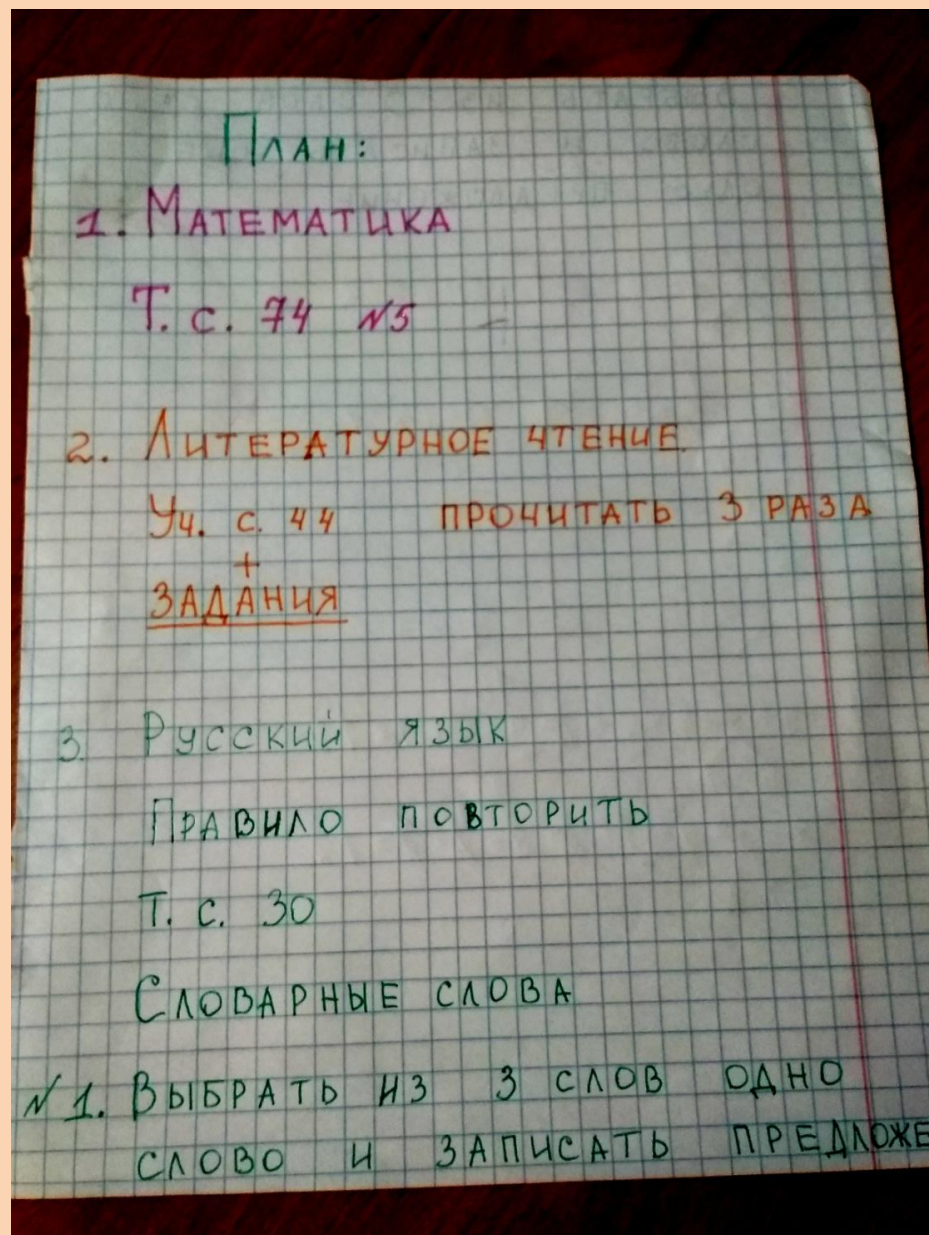 План:
1. Математика
Т. с. 74 №5
2. Литературное чтение.
Уч. с. 44 прочитать 3 раза
+
задания
3. Русский язык
Правило повторить
Т. с. 30
Словарные слова
№1. Выбрать из 3 слов одно
слово и записать предложе